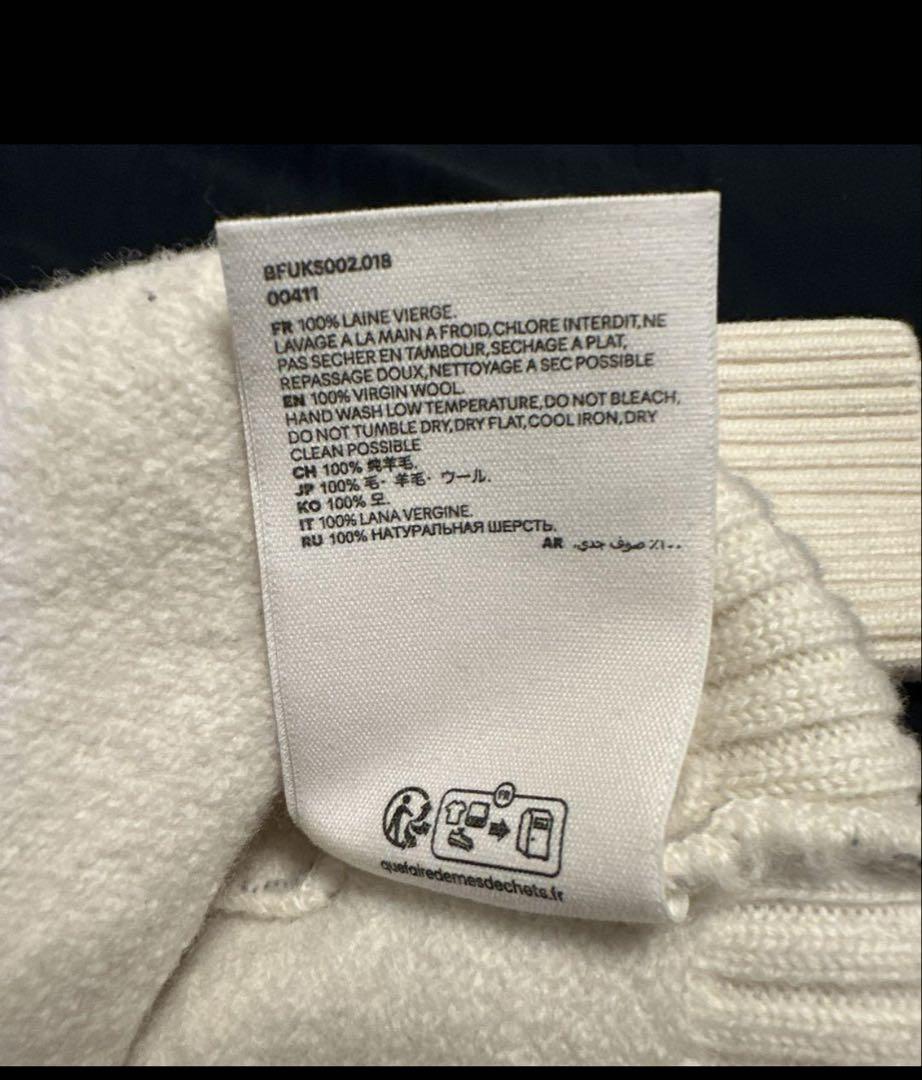 BFUKS002.018
00411
FR 100% LAINE VIERGE.
LAVAGE A LA MAIN A FROID,CHLORE INTERDIT,NE
PAS SECHER EN TAMBOUR,SECHAGE A PLAT,
REPASSAGE DOUX,NETTOYAGE A SEC POSSIBLE
EN 100% VIRGIN WOOL.
HAND WASH LOW TEMPERATURE,DO NOT BLEACH,
DO NOT TUMBLE DRY,DRY FLAT,COOL IRON,DRY
CLEAN POSSIBLE
CH 100% 纯羊毛.
JP 100% 毛・羊毛・ウール.
KO 100% 모.
IT 100% LANA VERGINE.
RU 100% НАТУРАЛЬНАЯ ШЕРСТЬ.
AR .١٠٠٪ صوف جدي
FR
quefairedemesdechets.fr